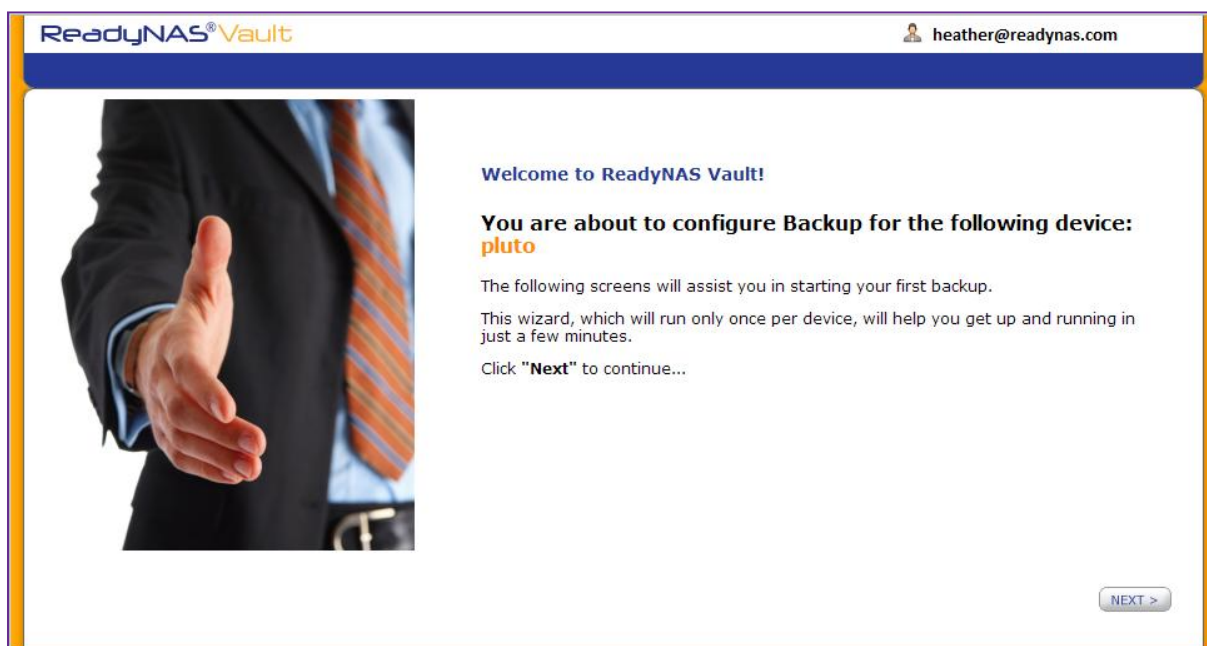 ReadyNAS®Vault
heather@readynas.com
Welcome to ReadyNAS Vault!
You are about to configure Backup for the following device:
pluto
The following screens will assist you in starting your first backup.
This wizard, which will run only once per device, will help you get up and running in
just a few minutes.
Click "Next" to continue...
NEXT >